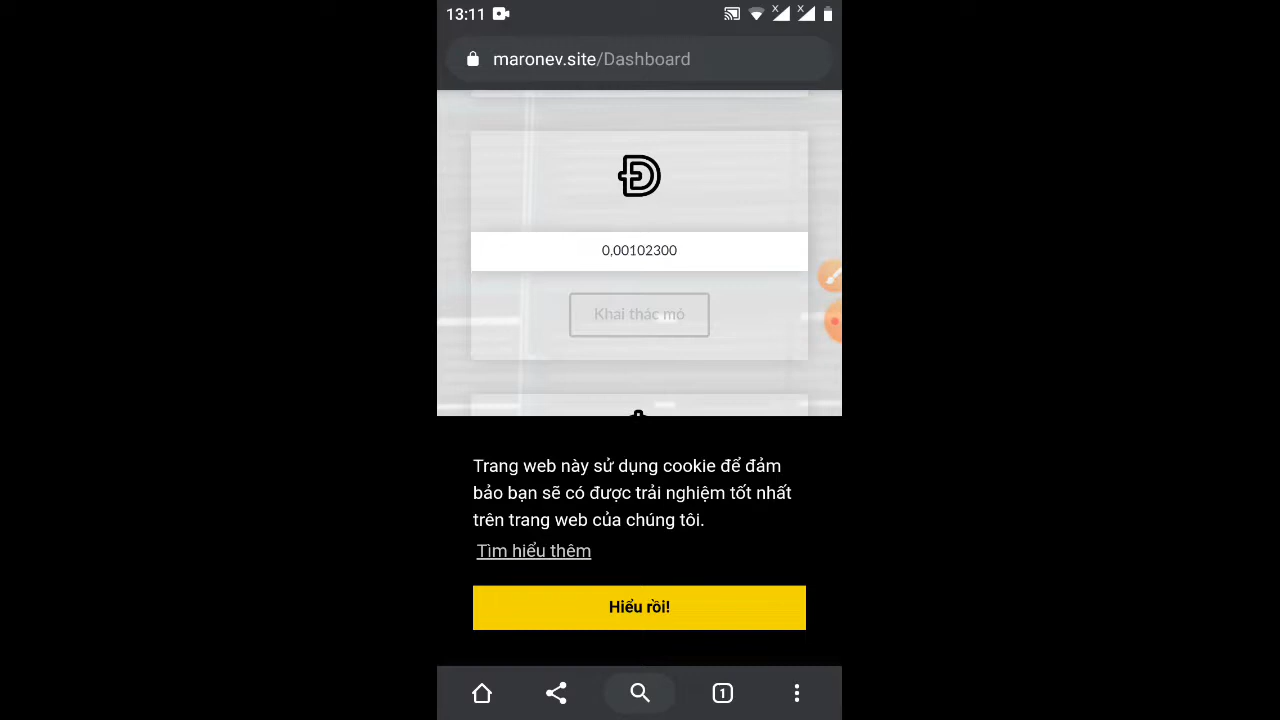 13:11
maronev.site/Dashboard
0,00102300
Khai thác mỏ
Trang web này sử dụng cookie để đảm
bảo bạn sẽ có được trải nghiệm tốt nhất
trên trang web của chúng tôi.
Tìm hiểu thêm
Hiểu rồi!
1